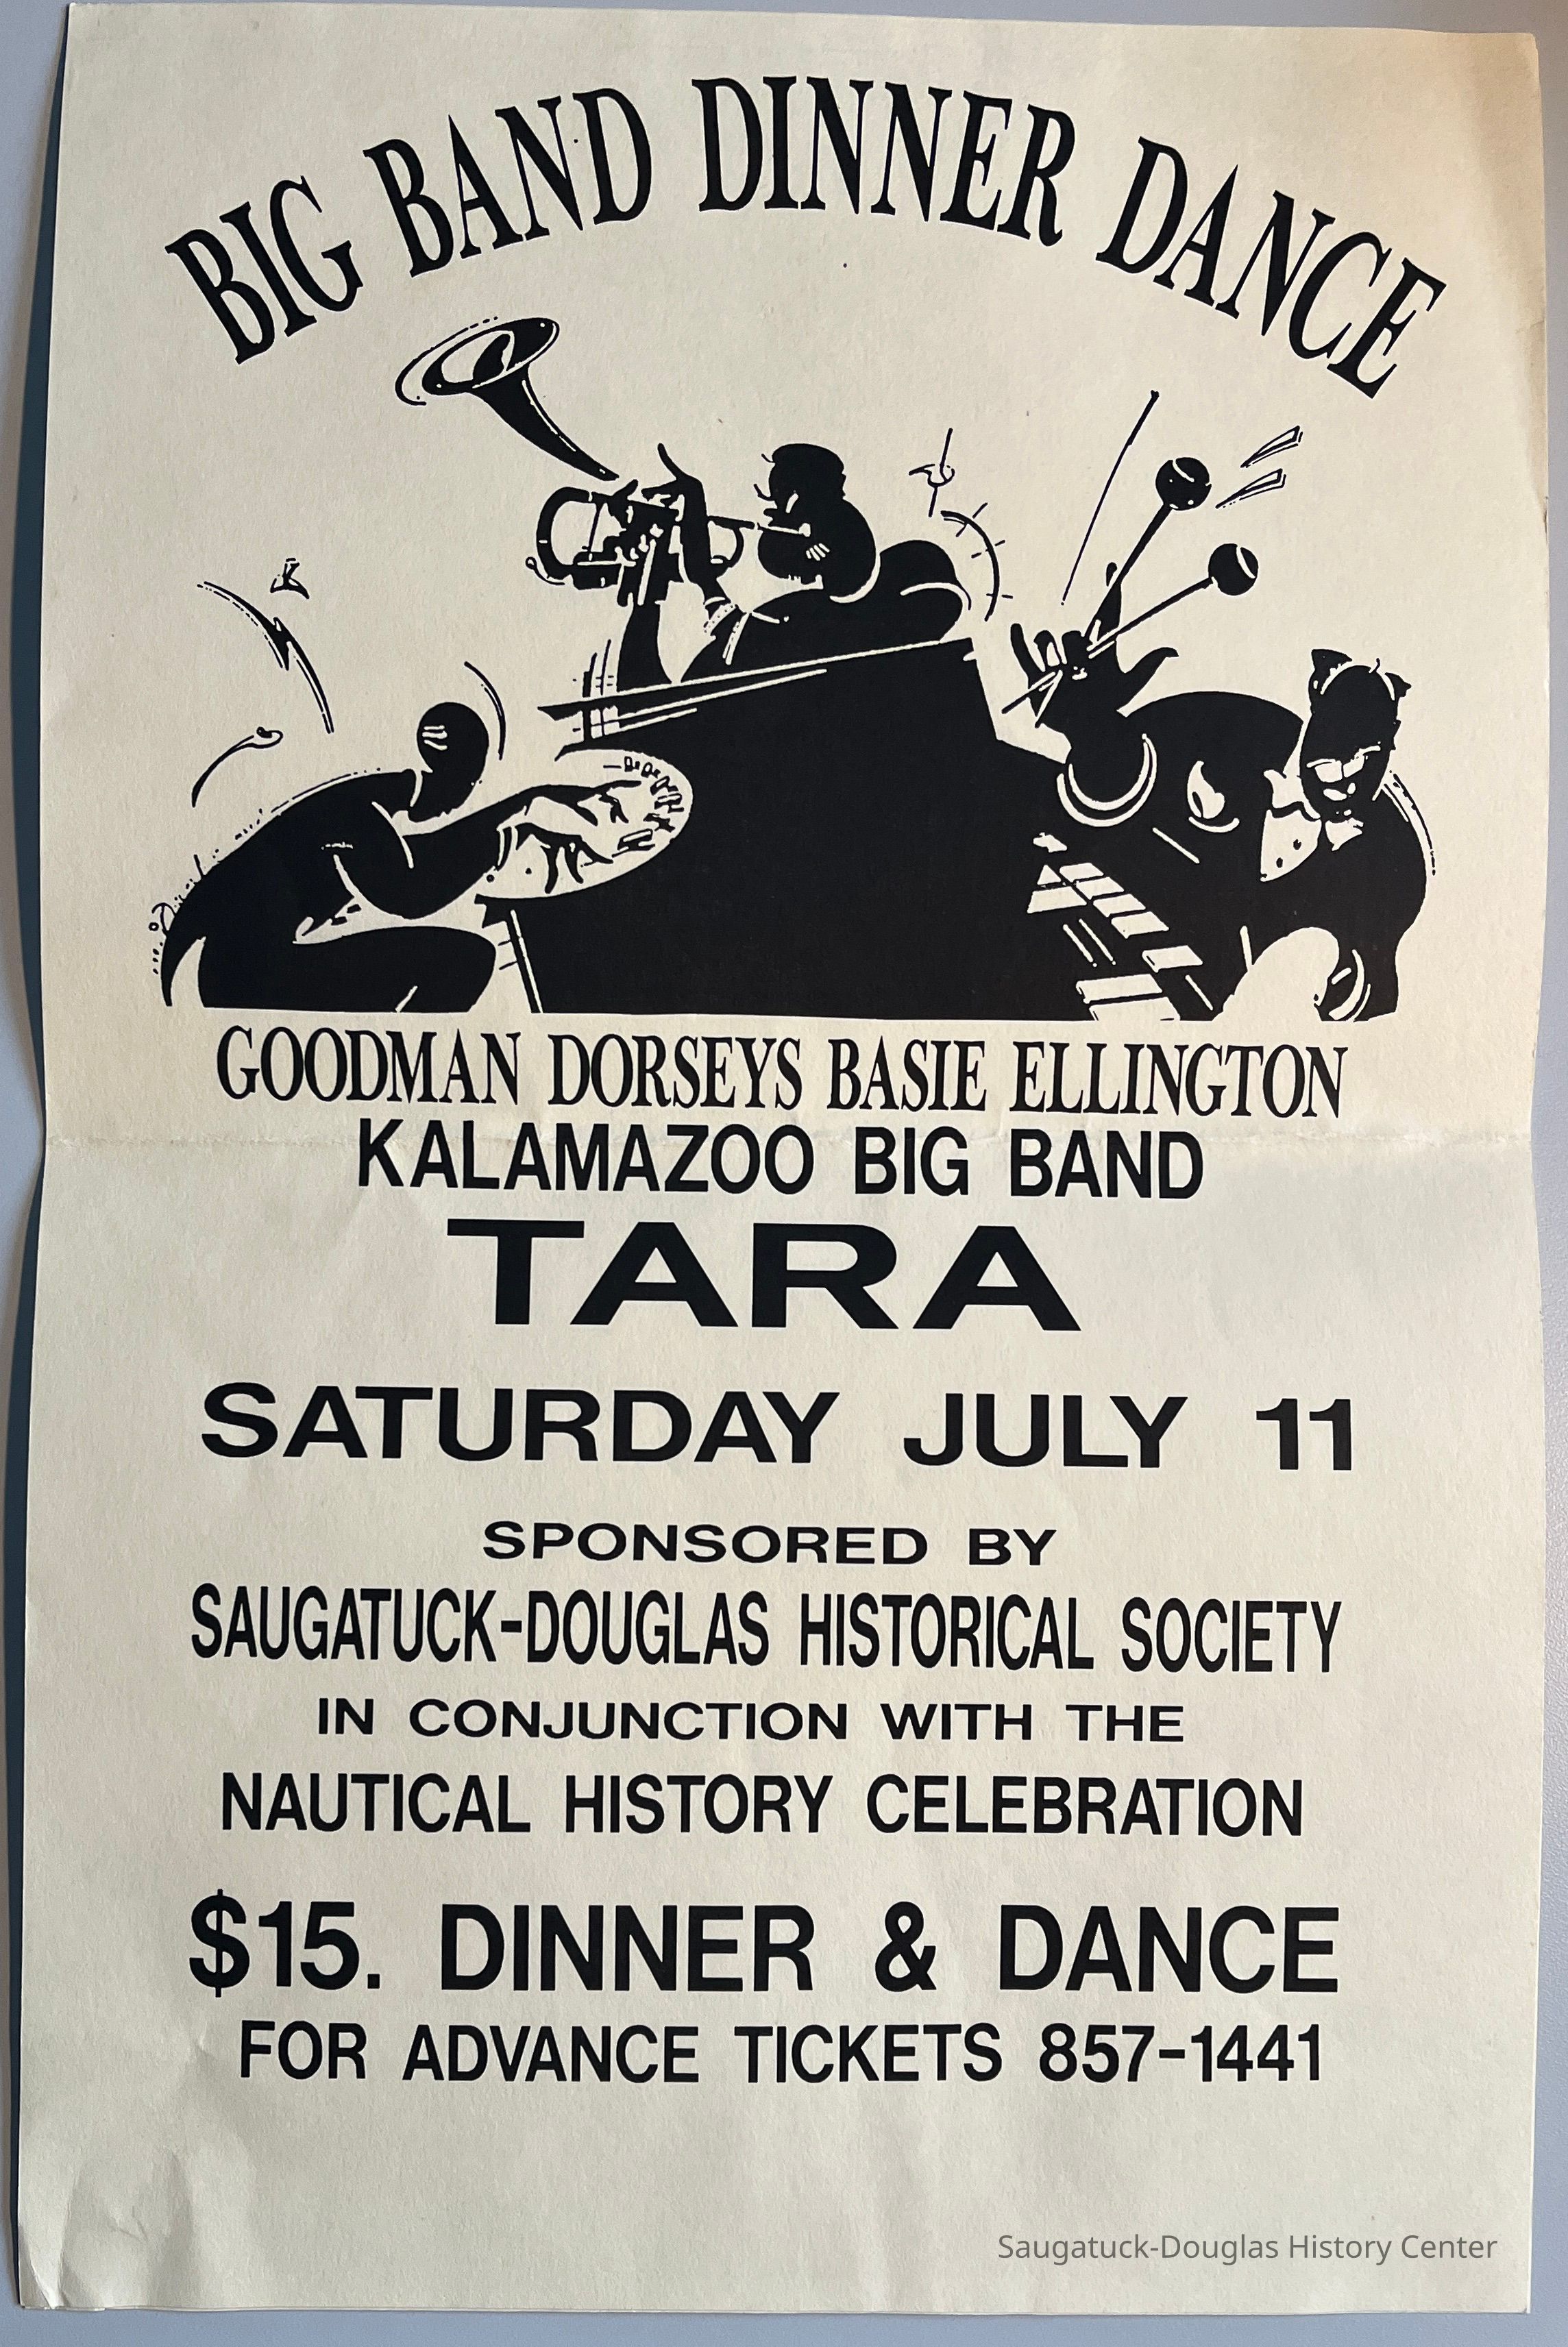 BIG BAND DINNER DANCE
GOODMAN DORSEYS BASIE ELLINGTON
KALAMAZOO BIG BAND
TARA
SATURDAY JULY 11
SPONSORED BY
SAUGATUCK-DOUGLAS HISTORICAL SOCIETY
IN CONJUNCTION WITH THE
NAUTICAL HISTORY CELEBRATION
$15. DINNER & DANCE
FOR ADVANCE TICKETS 857-1441
Saugatuck-Douglas History Center